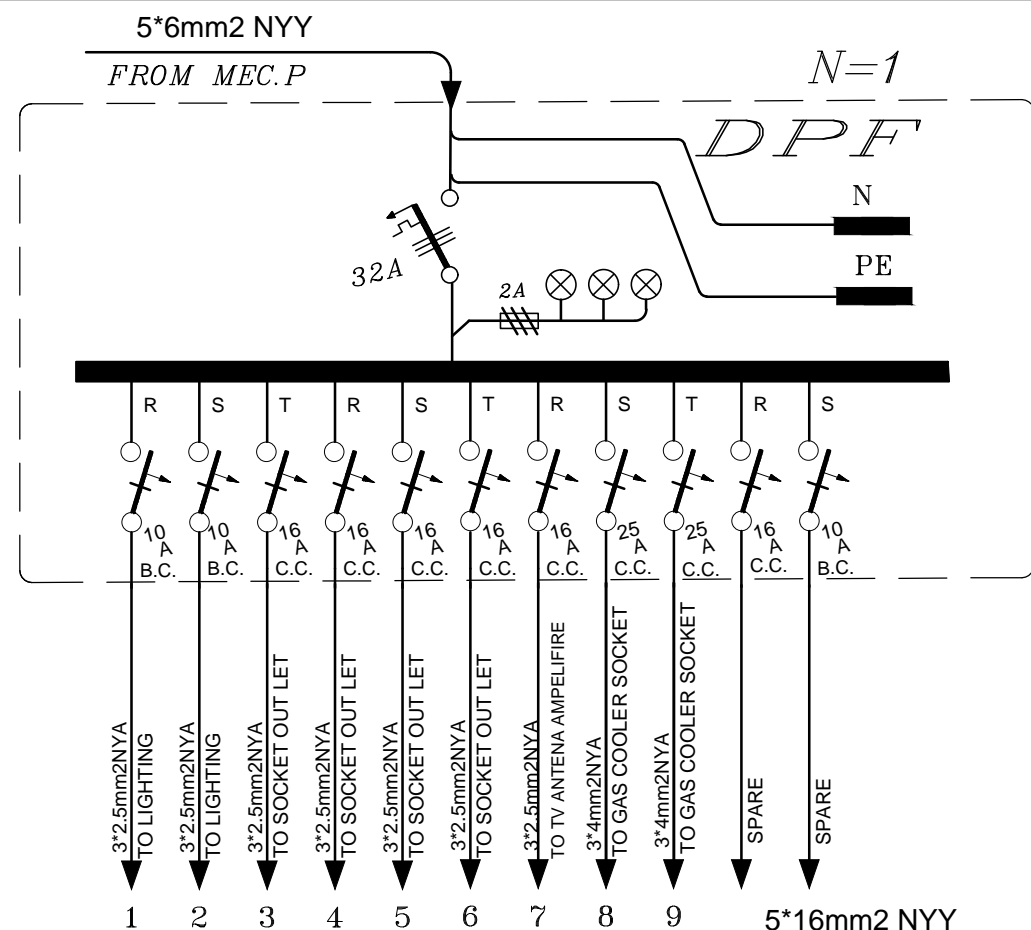 5*6mm2 NYY
FROM MEC.P
N=1
DPF
N
PE
32A
2A
R S T R S T R S T R S
10 A 10 A 16 A 16 A 16 A 16 A 16 A 25 A 25 A 16 A 10 A
B.C. B.C. C.C. C.C. C.C. C.C. C.C. C.C. C.C. C.C. B.C.
3*2.5mm2NYA
TO LIGHTING
3*2.5mm2NYA
TO LIGHTING
3*2.5mm2NYA
TO SOCKET OUT LET
3*2.5mm2NYA
TO SOCKET OUT LET
3*2.5mm2NYA
TO SOCKET OUT LET
3*2.5mm2NYA
TO SOCKET OUT LET
3*2.5mm2NYA
TO TV ANTENA AMPELIFIRE
3*4mm2NYA
TO GAS COOLER SOCKET
3*4mm2NYA
TO GAS COOLER SOCKET
SPARE
SPARE
1 2 3 4 5 6 7 8 9
5*16mm2 NYY